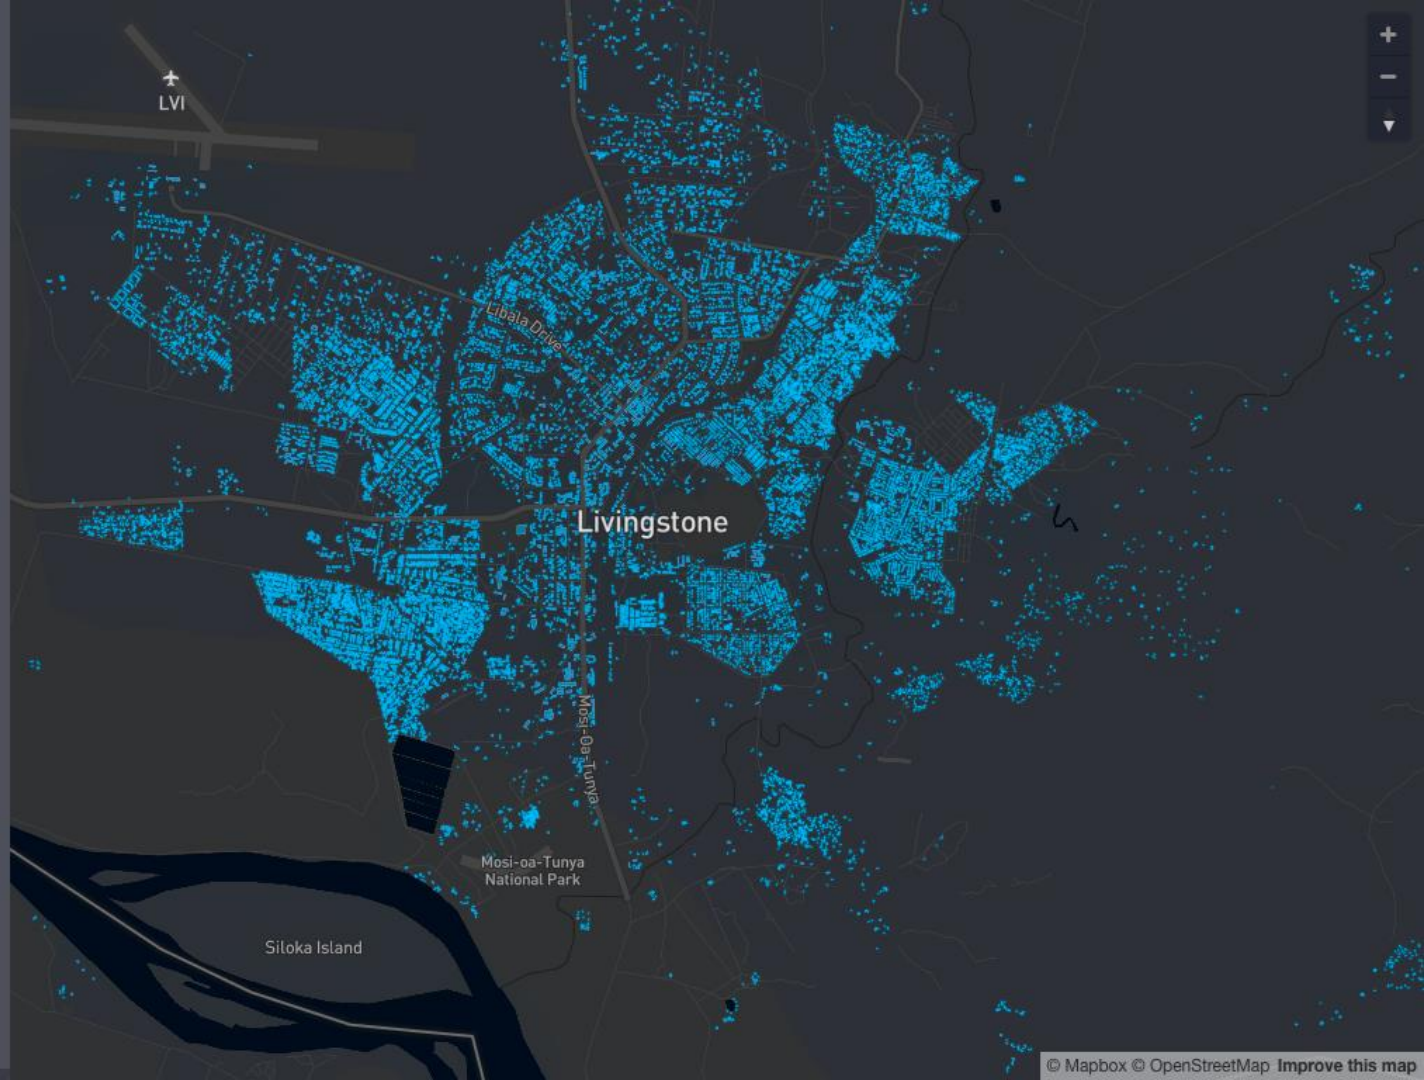 LVI
Libala Drive
Livingstone
Mosi-Oa-Tunya
Mosi-oa-Tunya
National Park
Siloka Island
© Mapbox © OpenStreetMap Improve this map